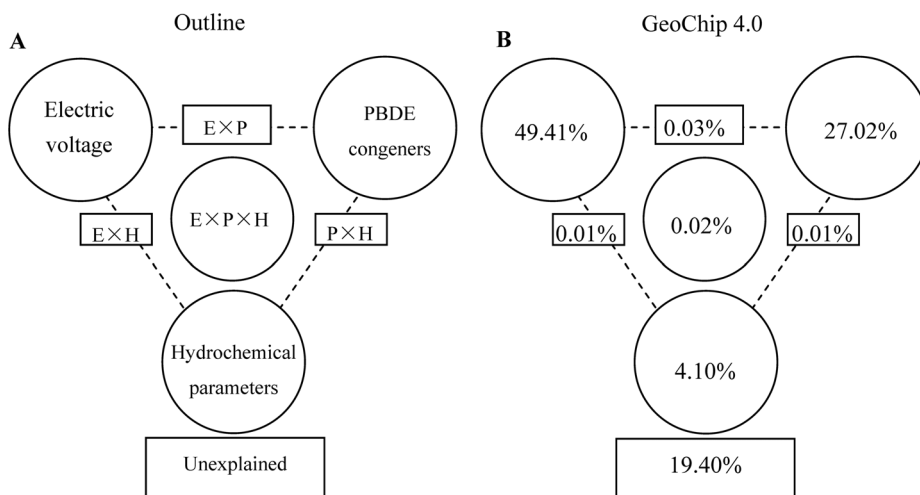 A
Outline
Electric
voltage
E×P
PBDE
congeners
E×P×H
E×H
P×H
Hydrochemical
parameters
Unexplained
B
GeoChip 4.0
49.41%
0.03%
27.02%
0.02%
0.01%
0.01%
4.10%
19.40%